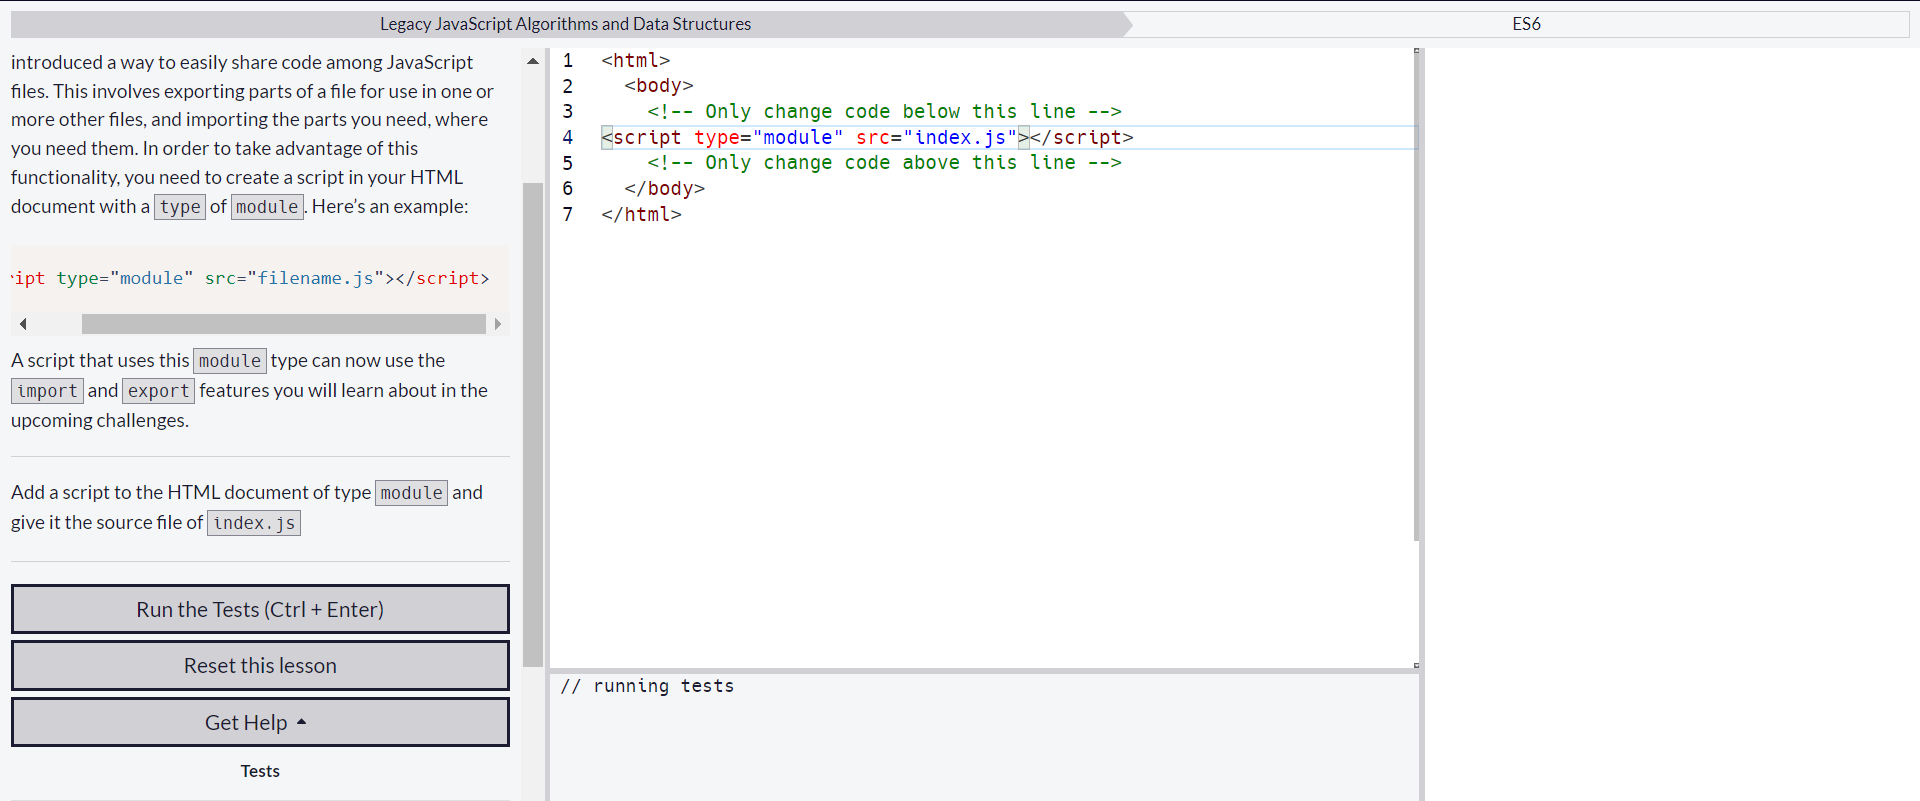 Legacy JavaScript Algorithms and Data Structures
ES6
introduced a way to easily share code among JavaScript
files. This involves exporting parts of a file for use in one or
more other files, and importing the parts you need, where
you need them. In order to take advantage of this
functionality, you need to create a script in your HTML
document with a type of module. Here’s an example:
ript type="module" src="filename.js"></script>
A script that uses this module type can now use the
import and export features you will learn about in the
upcoming challenges.
Add a script to the HTML document of type module and
give it the source file of index.js
Run the Tests (Ctrl + Enter)
Reset this lesson
Get Help
Tests
1 <html>
2 <body>
3 <!-- Only change code below this line -->
4 <script type="module" src="index.js"></script>
5 <!-- Only change code above this line -->
6 </body>
7 </html>
// running tests